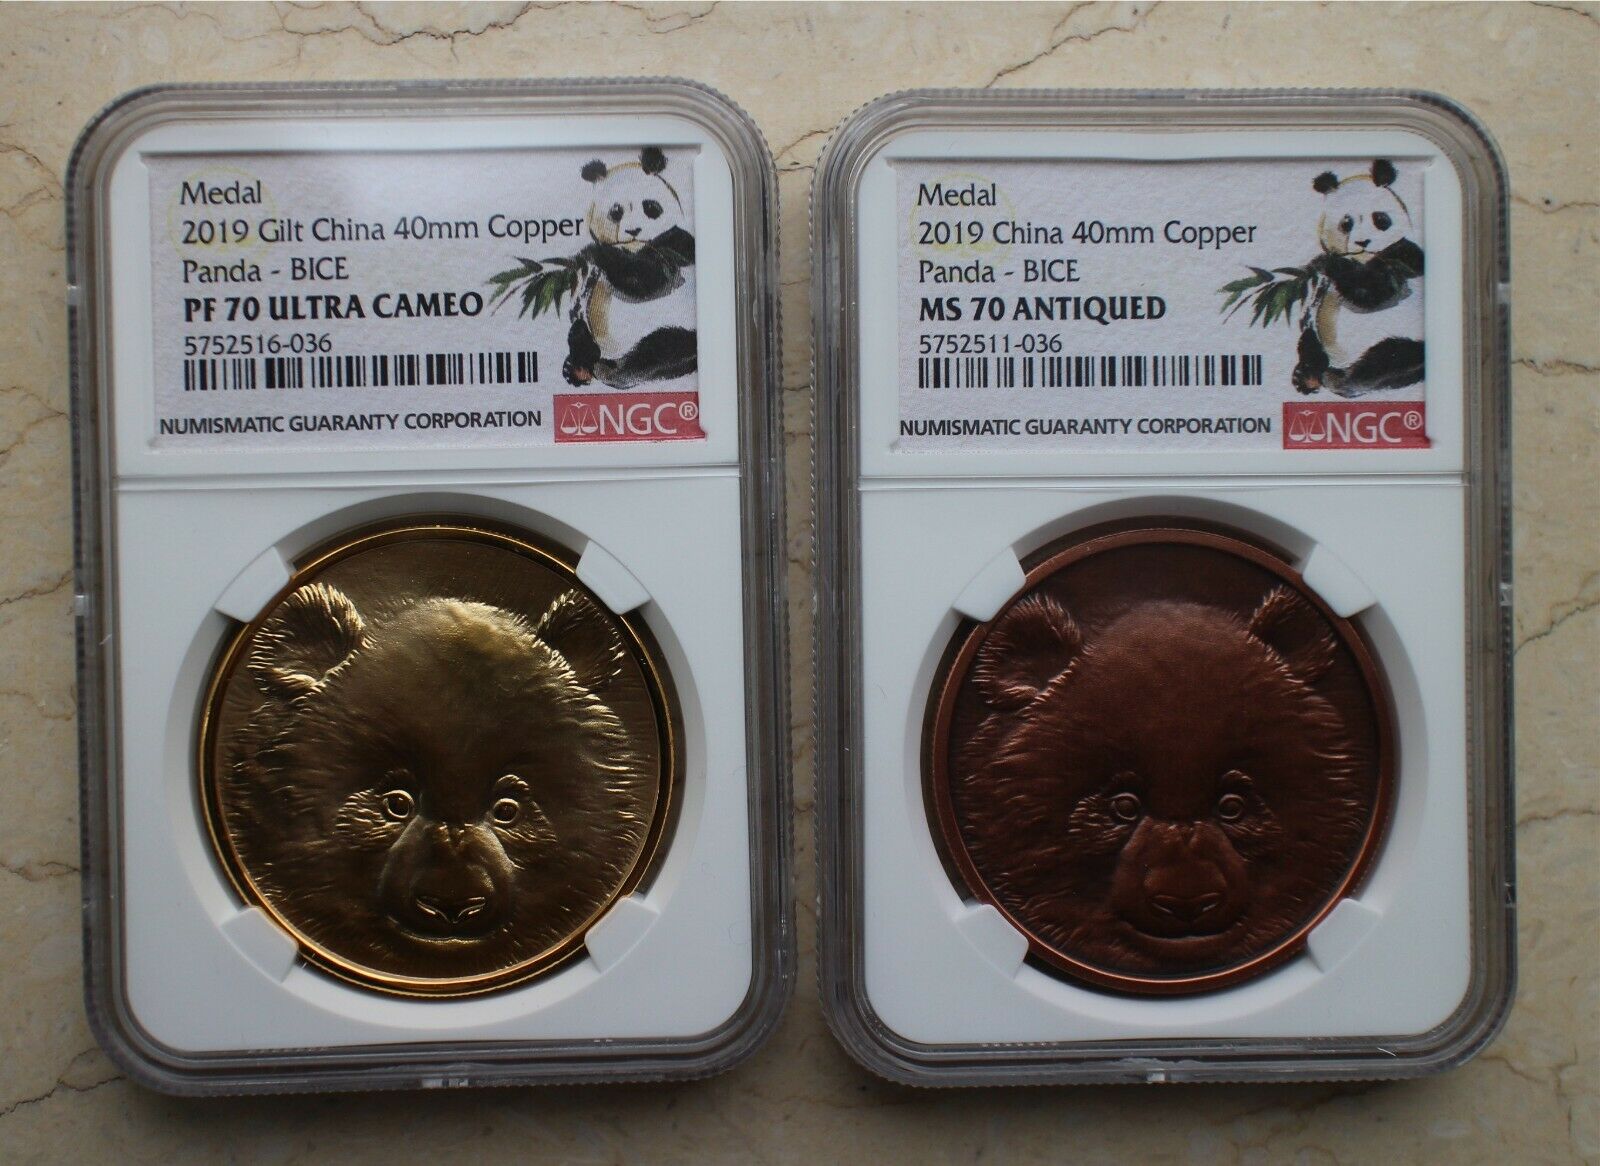 Medal
2019 Gilt China 40mm Copper
Panda - BICE
PF 70 ULTRA CAMEO
5752516-036
NUMISMATIC GUARANTY CORPORATION NGC®
Medal
2019 China 40mm Copper
Panda - BICE
MS 70 ANTIQUED
5752511-036
NUMISMATIC GUARANTY CORPORATION NGC®